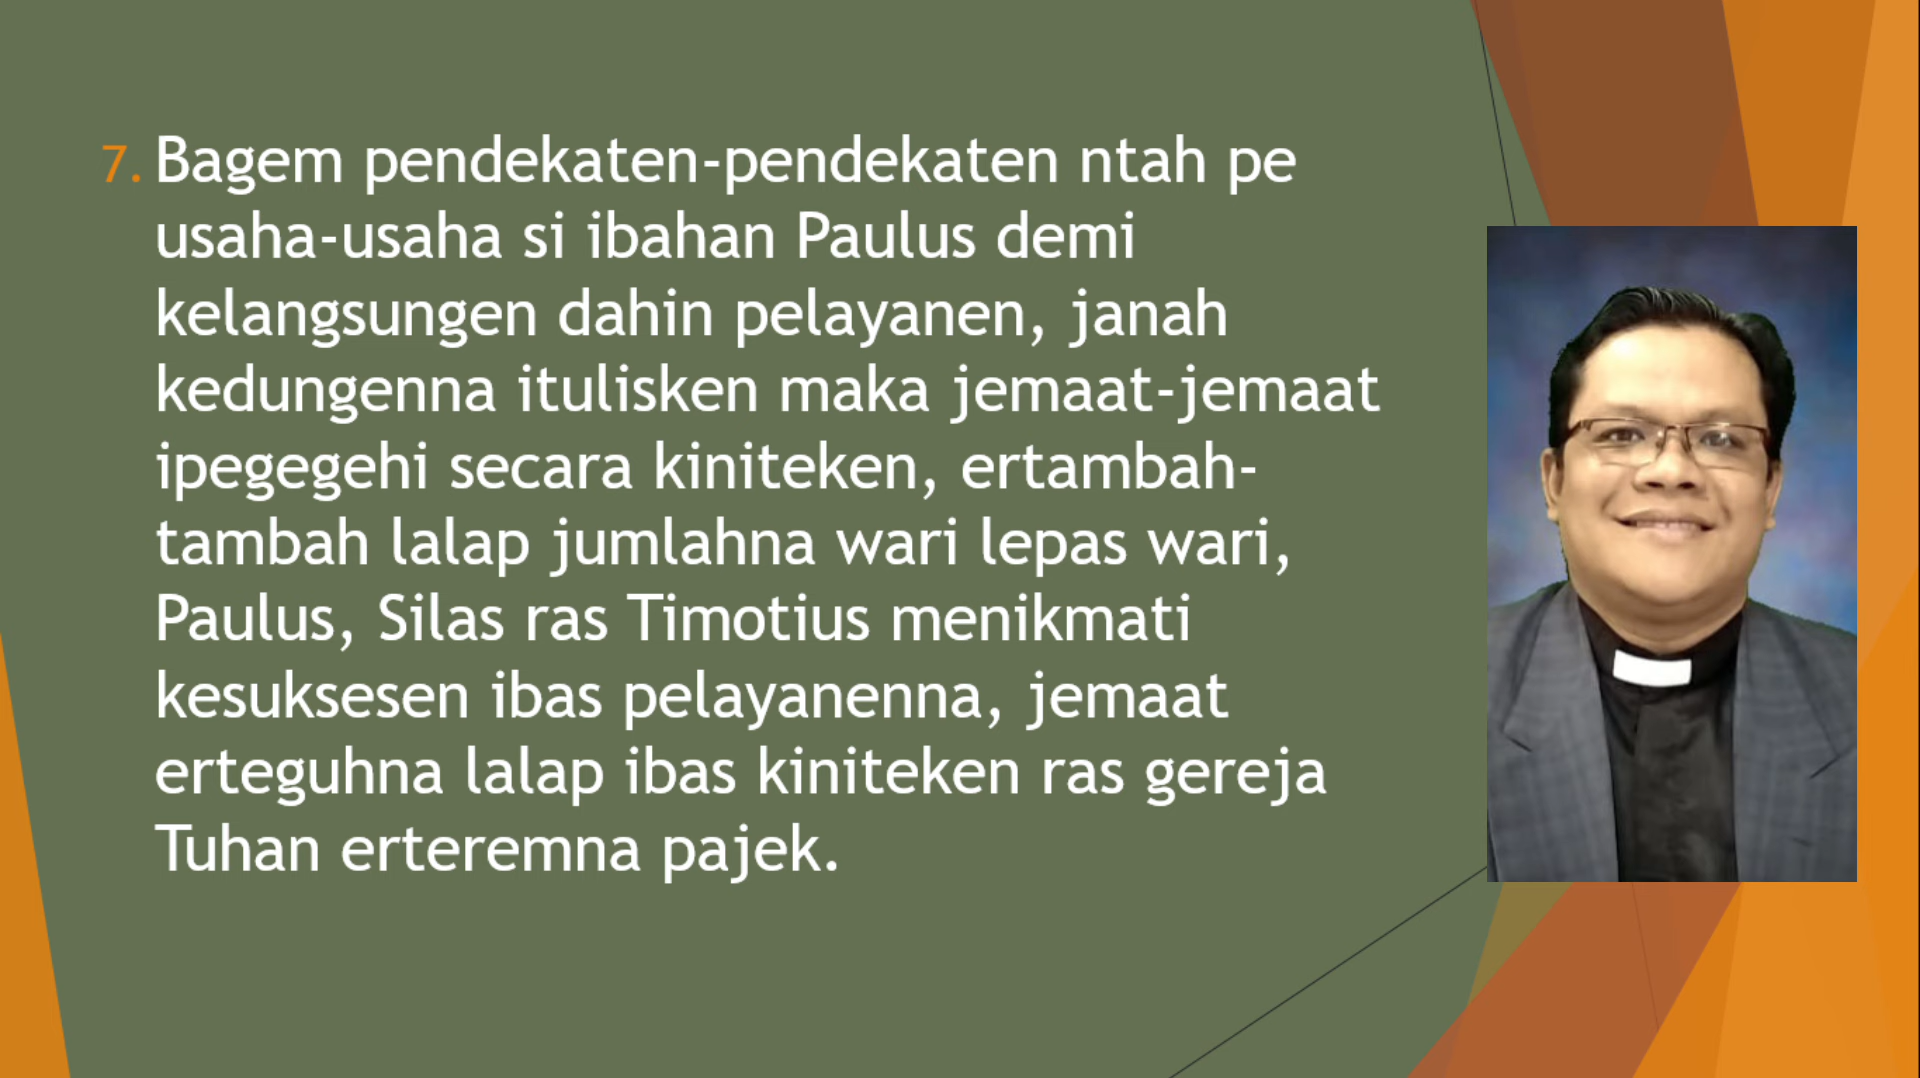 7. Bagem pendekaten-pendekaten ntah pe
usaha-usaha si ibahan Paulus demi
kelangsungen dahin pelayanen, janah
kedungenna itulisken maka jemaat-jemaat
ipegegehi secara kiniteken, ertambah-
tambah lalap jumlahna wari lepas wari,
Paulus, Silas ras Timotius menikmati
kesuksesen ibas pelayanenna, jemaat
erteguhna lalap ibas kiniteken ras gereja
Tuhan erteremna pajek.